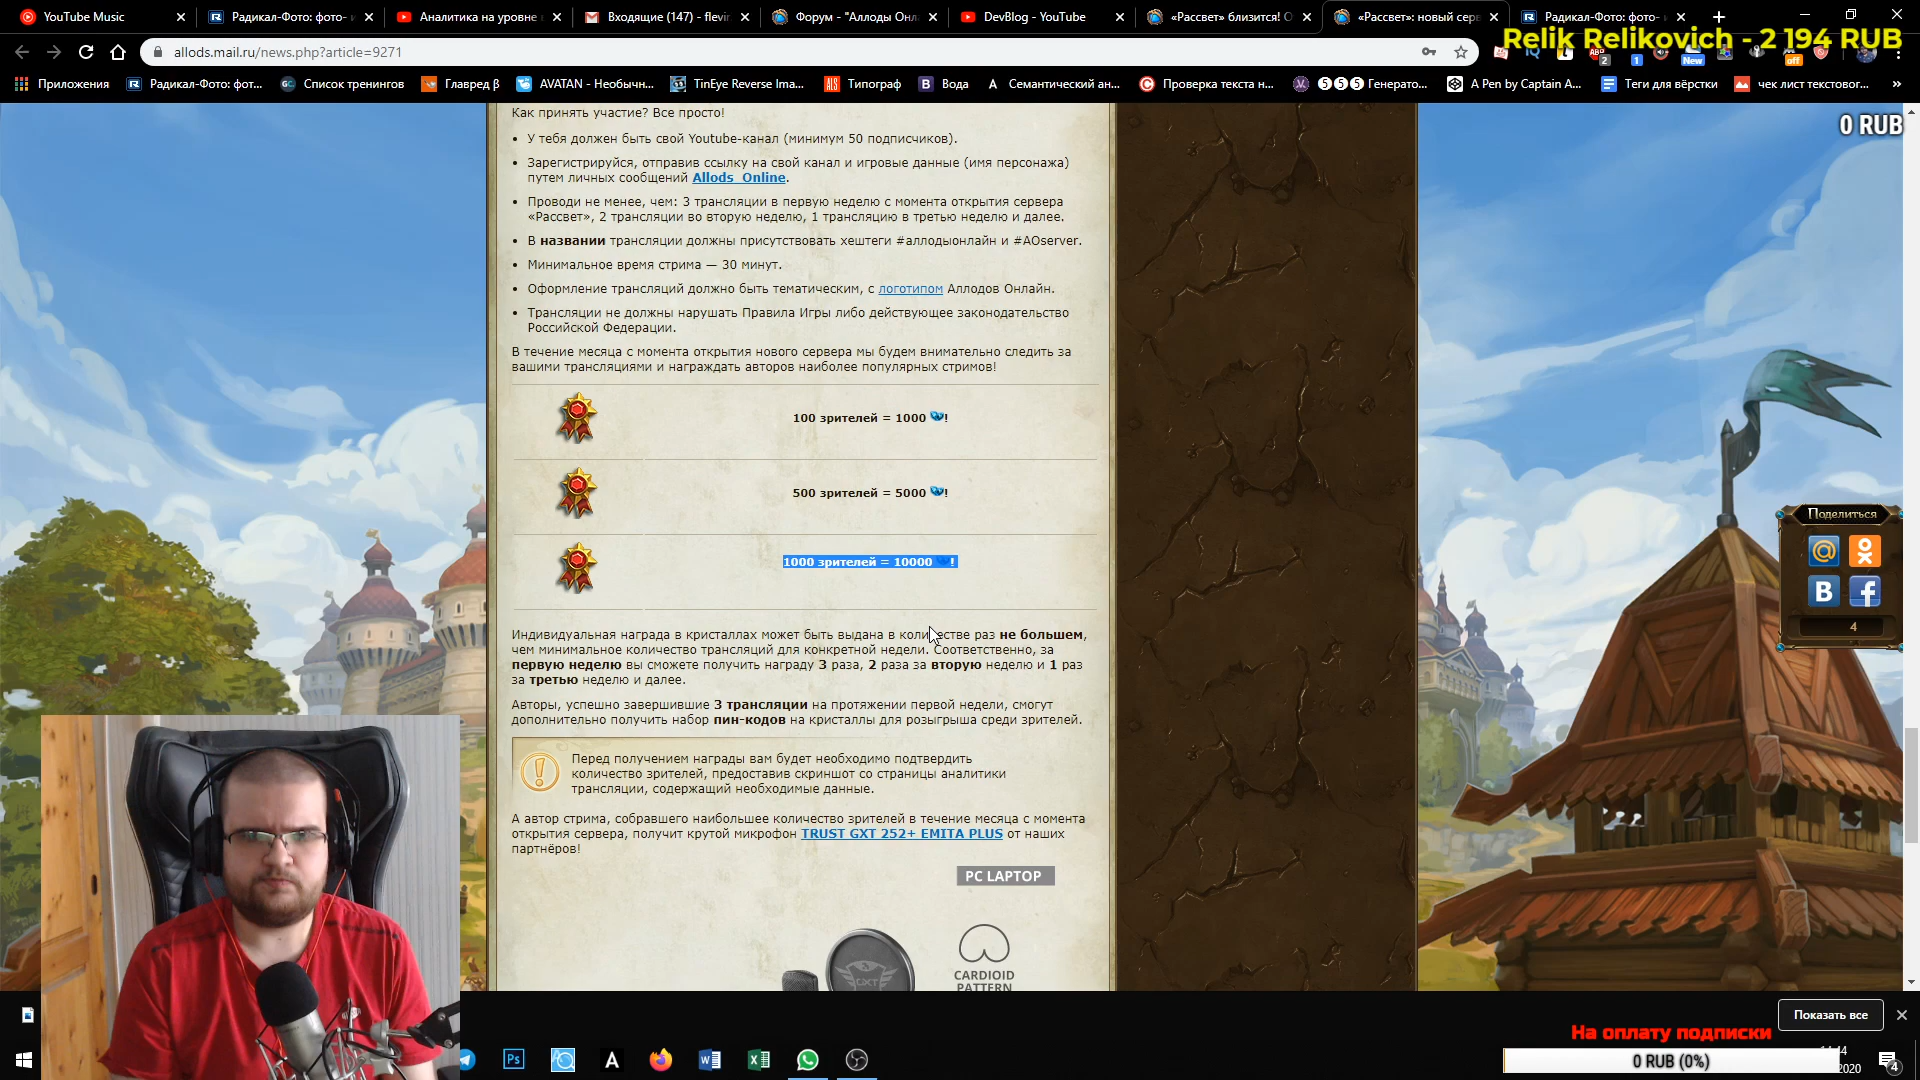 YouTube Music
Радикал-Фото: фото- и
Аналитика на уровне
Входящие (147) - flevin
Форум - "Аллоды Онл
DevBlog - YouTube
«Рассвет» близится! О
«Рассвет»: новый серв
Радикал-Фото: фото- и
Relik Relikovich - 2 194 RUB
allods.mail.ru/news.php?article=9271
Приложения
Радикал-Фото: фот...
Список тренингов
Главред β
AVATAN - Необычн...
TinEye Reverse Ima...
Типограф
Вода
Семантический ан...
Проверка текста н...
Генерато...
A Pen by Captain A...
Теги для вёрстки
чек лист текстовог...
0 RUB
Как принять участие? Все просто!
• У тебя должен быть свой Youtube-канал (минимум 50 подписчиков).
• Зарегистрируйся, отправив ссылку на свой канал и игровые данные (имя персонажа)
путем личных сообщений Allods_Online.
• Проводи не менее, чем: 3 трансляции в первую неделю с момента открытия сервера
«Рассвет», 2 трансляции во вторую неделю, 1 трансляцию в третью неделю и далее.
• В названии трансляции должны присутствовать хештеги #аллодыонлайн и #AOserver.
• Минимальное время стрима — 30 минут.
• Оформление трансляций должно быть тематическим, с логотипом Аллодов Онлайн.
• Трансляции не должны нарушать Правила Игры либо действующее законодательство
Российской Федерации.
В течение месяца с момента открытия нового сервера мы будем внимательно следить за
вашими трансляциями и награждать авторов наиболее популярных стримов!
100 зрителей = 1000 !
500 зрителей = 5000 !
1000 зрителей = 10000 !
Индивидуальная награда в кристаллах может быть выдана в количестве раз не большем,
чем минимальное количество трансляций для конкретной недели. Соответственно, за
первую неделю вы сможете получить награду 3 раза, 2 раза за вторую неделю и 1 раз
за третью неделю и далее.
Авторы, успешно завершившие 3 трансляции на протяжении первой недели, смогут
дополнительно получить набор пин-кодов на кристаллы для розыгрыша среди зрителей.
Перед получением награды вам будет необходимо подтвердить
количество зрителей, предоставив скриншот со страницы аналитики
трансляции, содержащий необходимые данные.
А автор стрима, собравшего наибольшее количество зрителей в течение месяца с момента
открытия сервера, получит крутой микрофон TRUST GXT 252+ EMITA PLUS от наших
партнёров!
PC LAPTOP
CARDIOID
PATTERN
Поделиться
4
Показать все
На оплату подписки
0 RUB (0%)
2020
4